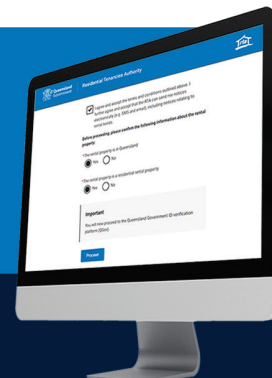 Queensland
Government
Residential Tenancies Authority
rta
I agree and accept the terms and conditions outlined above. I
further agree and accept that the RTA can send me notices
electronically (e.g. SMS and email), including notices relating to
rental bonds.
Before proceeding please confirm the following information about the rental
property:
*The rental property is in Queensland
Yes No
*The rental property is a residential rental property
Yes No
Important
You will now proceed to the Queensland Government ID verification
platform (QGov).
Proceed